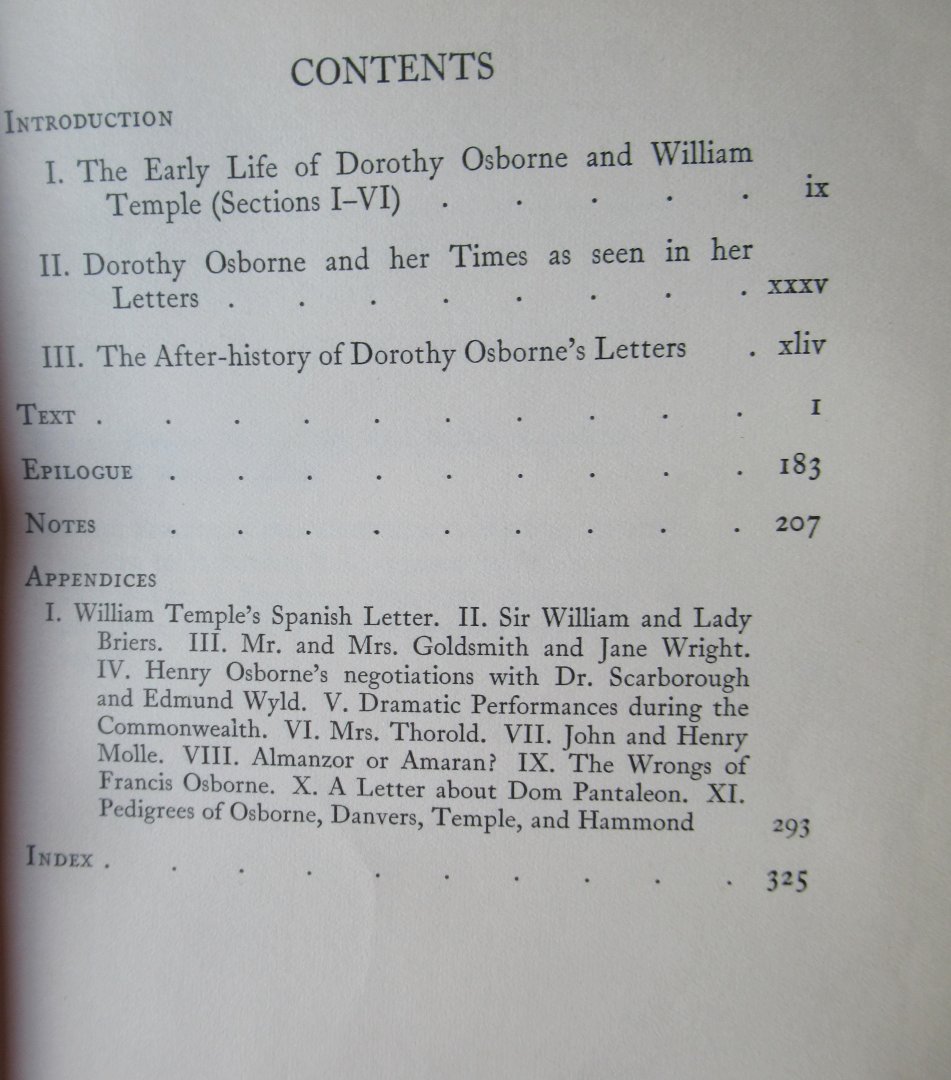 CONTENTS
INTRODUCTION
I. The Early Life of Dorothy Osborne and William
Temple (Sections I–VI) . . . . . ix
II. Dorothy Osborne and her Times as seen in her
Letters . . . . . . . . xxxv
III. The After-history of Dorothy Osborne's Letters . xliv
TEXT . . . . . . . . . . 1
EPILOGUE . . . . . . . . . 183
NOTES . . . . . . . . . 207
APPENDICES
I. William Temple's Spanish Letter. II. Sir William and Lady
Briers. III. Mr. and Mrs. Goldsmith and Jane Wright.
IV. Henry Osborne's negotiations with Dr. Scarborough
and Edmund Wyld. V. Dramatic Performances during the
Commonwealth. VI. Mrs. Thorold. VII. John and Henry
Molle. VIII. Almanzor or Amaran? IX. The Wrongs of
Francis Osborne. X. A Letter about Dom Pantaleon. XI.
Pedigrees of Osborne, Danvers, Temple, and Hammond 293
INDEX . . . . . . . . . . 325